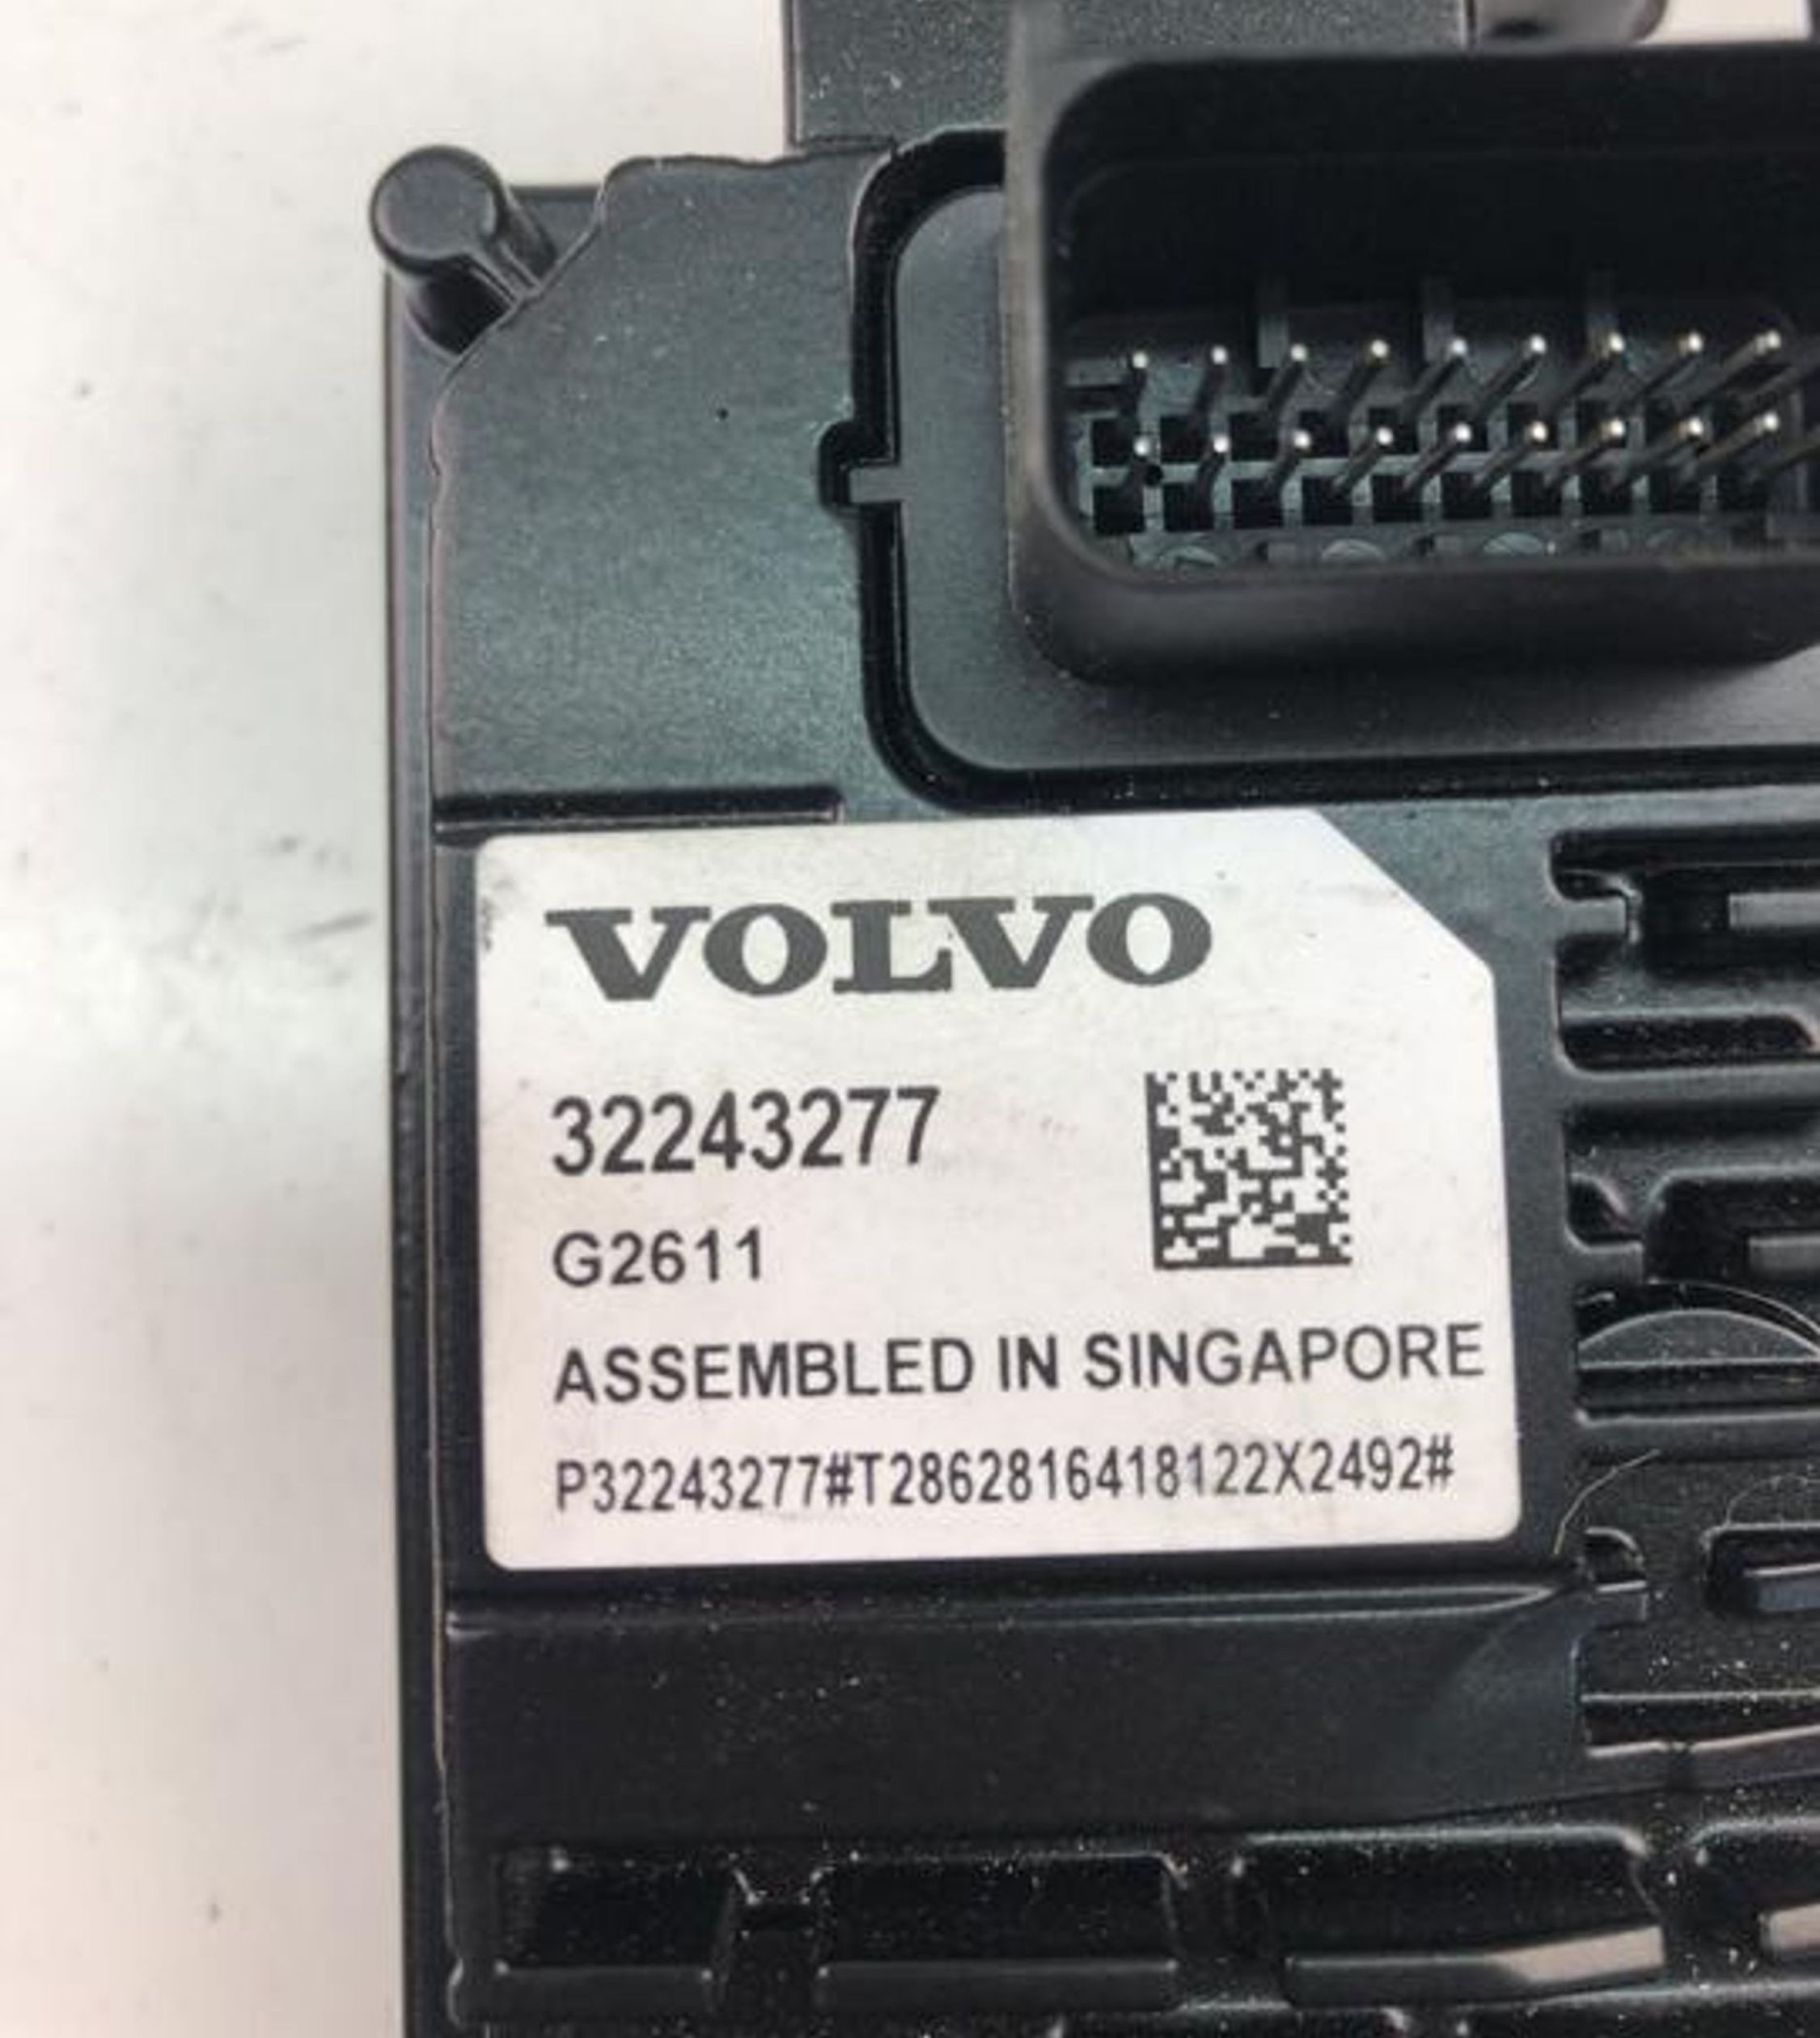 VOLVO
32243277
G2611
ASSEMBLED IN SINGAPORE
P32243277#T2862816418122X2492#